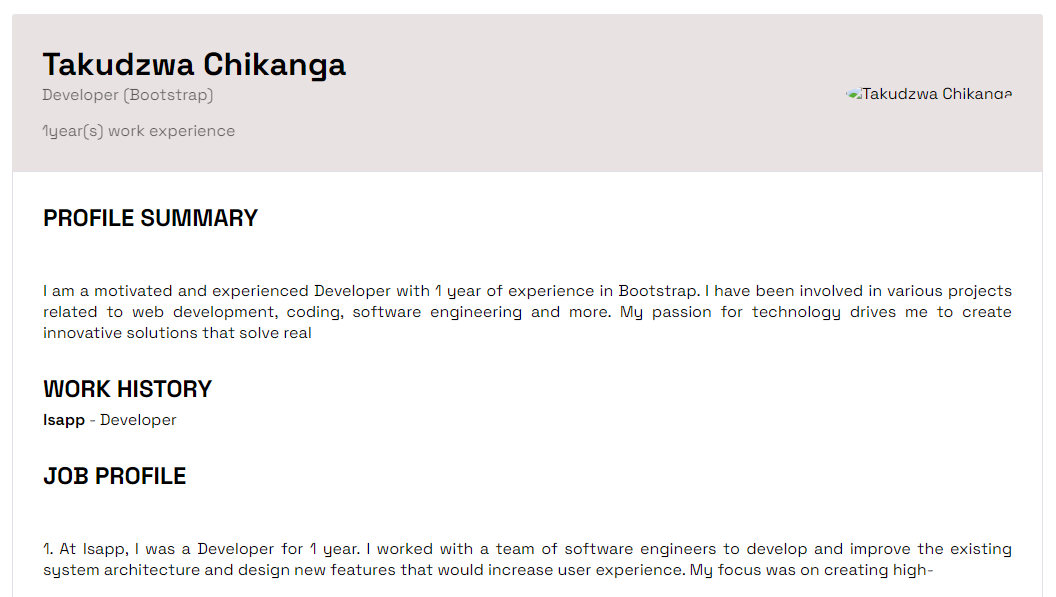 Takudzwa Chikanga
Developer (Bootstrap)
Takudzwa Chikanga
1year(s) work experience
PROFILE SUMMARY
I am a motivated and experienced Developer with 1 year of experience in Bootstrap. I have been involved in various projects
related to web development, coding, software engineering and more. My passion for technology drives me to create
innovative solutions that solve real
WORK HISTORY
Isapp - Developer
JOB PROFILE
1. At Isapp, I was a Developer for 1 year. I worked with a team of software engineers to develop and improve the existing
system architecture and design new features that would increase user experience. My focus was on creating high-